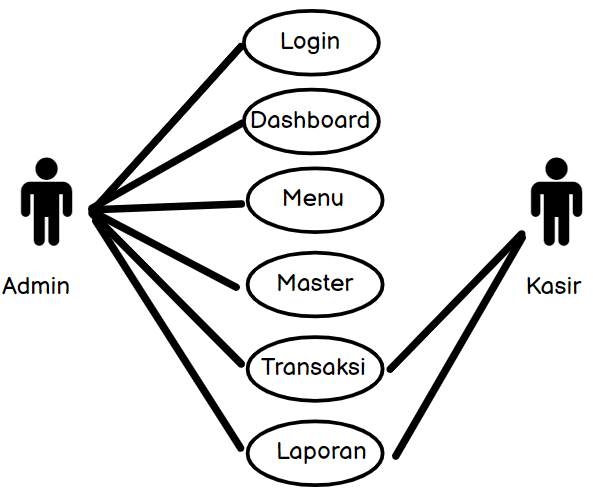 Login
Dashboard
Menu
Master
Transaksi
Laporan
Admin
Kasir